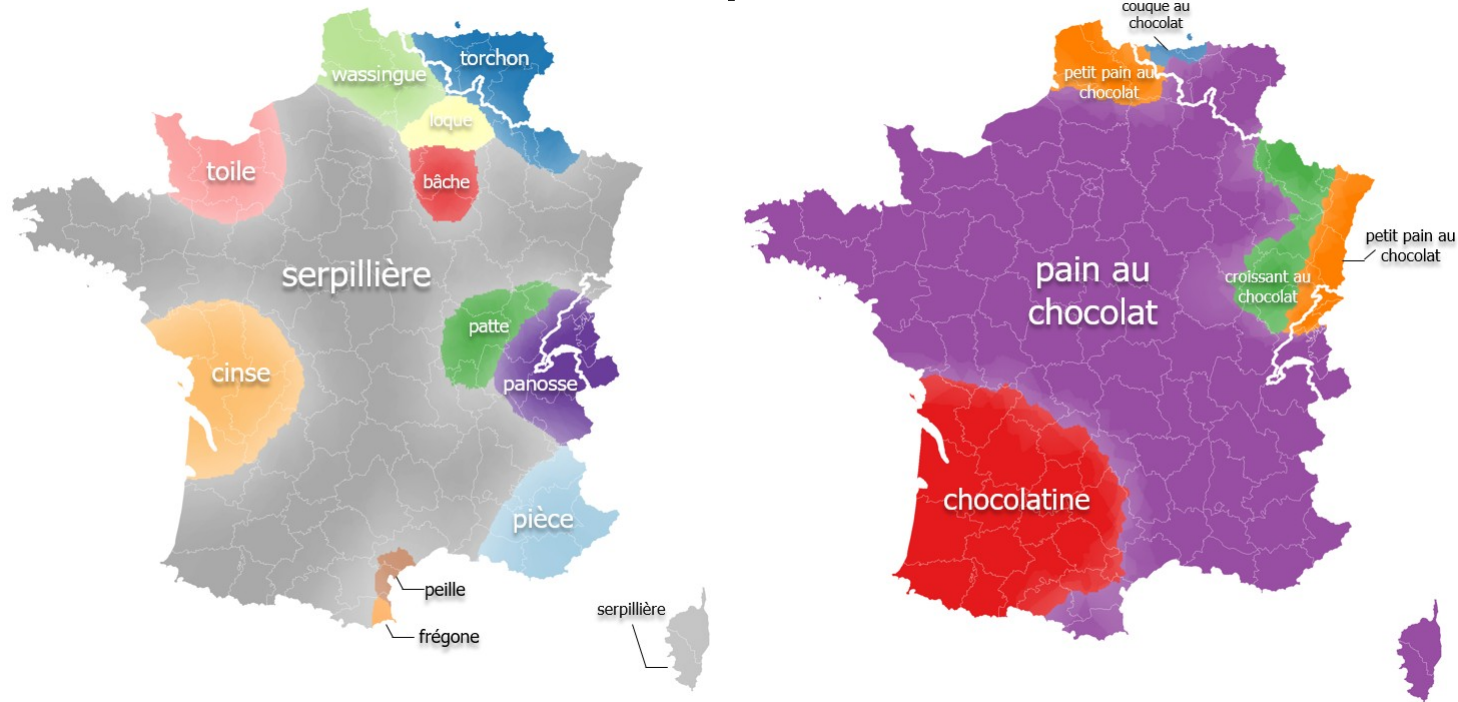 torchon
wassingue
loque
toile
bâche
serpillière
patte
cinse
panosse
pièce
peille
serpillière
frégone
couque au
chocolat
petit pain au
chocolat
petit pain au
chocolat
pain au
chocolat
croissant au
chocolat
chocolatine